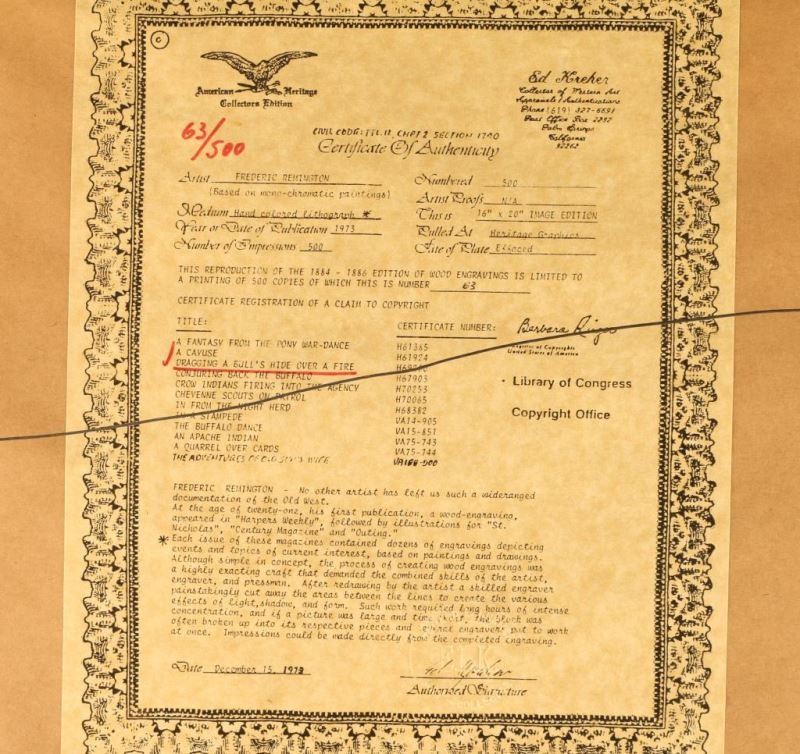 ©
American Heritage
Collectors Edition
Ed Kreher
Collector of Western Art
Appraisals/Authentications
Phone (619) 327-6691
Post Office Box 2232
Palm Springs
California
92262
63/500
CIVIL CODE: TTL. 11, CHPT 2 SECTION 1740
Certificate Of Authenticity
Artist FREDERIC REMINGTON
(Based on mono-chromatic paintings)
Medium Hand colored lithograph *
Year or Date of Publication 1973
Number of Impressions 500
Numbered 500
Artist Proofs N/A
This is 16" x 20" IMAGE EDITION
Pulled At Heritage Graphics
Fate of Plate Effaced
THIS REPRODUCTION OF THE 1884 - 1886 EDITION OF WOOD ENGRAVINGS IS LIMITED TO
A PRINTING OF 500 COPIES OF WHICH THIS IS NUMBER 63
CERTIFICATE REGISTRATION OF A CLAIM TO COPYRIGHT
TITLE: CERTIFICATE NUMBER:
A FANTASY FROM THE PONY WAR-DANCE H61365
A CAYUSE H61924
DRAGGING A BULL'S HIDE OVER A FIRE
CONJURING BACK THE BUFFALO H67903
CROW INDIANS FIRING INTO THE AGENCY H70253
CHEYENNE SCOUTS ON PATROL H70065
IN FROM THE NIGHT HERD H68382
STAMPEDE VA14-905
THE BUFFALO DANCE VA15-851
AN APACHE INDIAN VA75-743
A QUARREL OVER CARDS VA75-744
THE ADVENTURES OF
Barbara Ringer
Register of Copyrights
United States of America
· Library of Congress
Copyright Office
FREDERIC REMINGTON - No other artist has left us such a wideranged
documentation of the Old West.
At the age of twenty-one, his first publication, a wood-engraving,
appeared in "Harpers Weekly", followed by illustrations for "St.
Nicholas", "Century Magazine" and "Outing."
* Each issue of these magazines contained dozens of engravings depicting
events and topics of current interest, based on paintings and drawings.
Although simple in concept, the process of creating wood engravings was
a highly exacting craft that demanded the combined skills of the artist,
engraver, and pressman. After redrawing by the artist a skilled engraver
painstakingly cut away the areas between the lines to create the various
effects of light,shadow, and form. Such work required long hours of intense
concentration, and if a picture was large and time short, the block was
often broken up into its respective pieces and several engravers put to work
at once. Impressions could be made directly from the completed engraving.
Date December 15, 1973
Authorized Signature